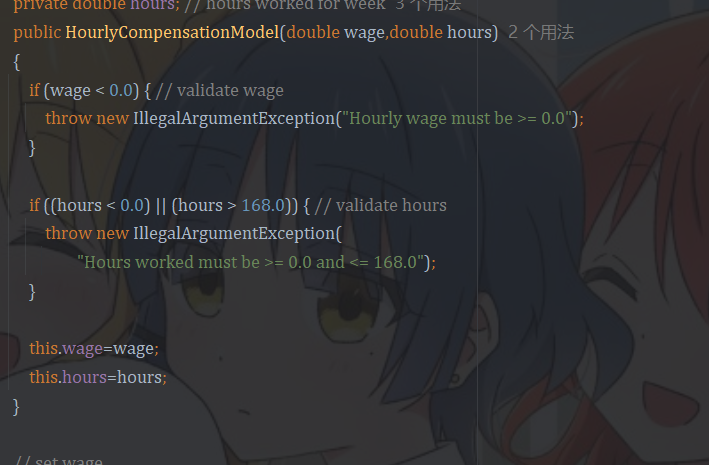 private double hours; // hours worked for week 3 个用法
public HourlyCompensationModel(double wage,double hours) 2 个用法
{
if (wage < 0.0) { // validate wage
throw new IllegalArgumentException("Hourly wage must be >= 0.0");
}
if ((hours < 0.0) || (hours > 168.0)) { // validate hours
throw new IllegalArgumentException(
"Hours worked must be >= 0.0 and <= 168.0");
}
this.wage=wage;
this.hours=hours;
}
// set wage